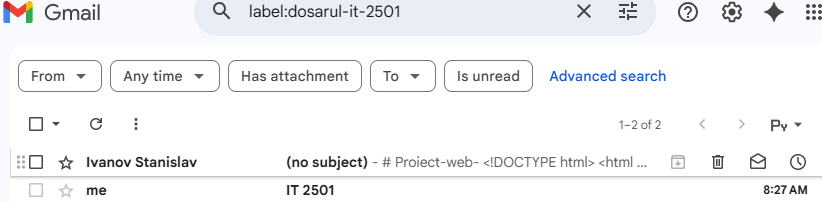 Gmail
label:dosarul-it-2501
From Any time Has attachment To Is unread Advanced search
1–2 of 2 Ру
Ivanov Stanislav (no subject) - # Proiect-web- <!DOCTYPE html> <html ...
me IT 2501 8:27 AM